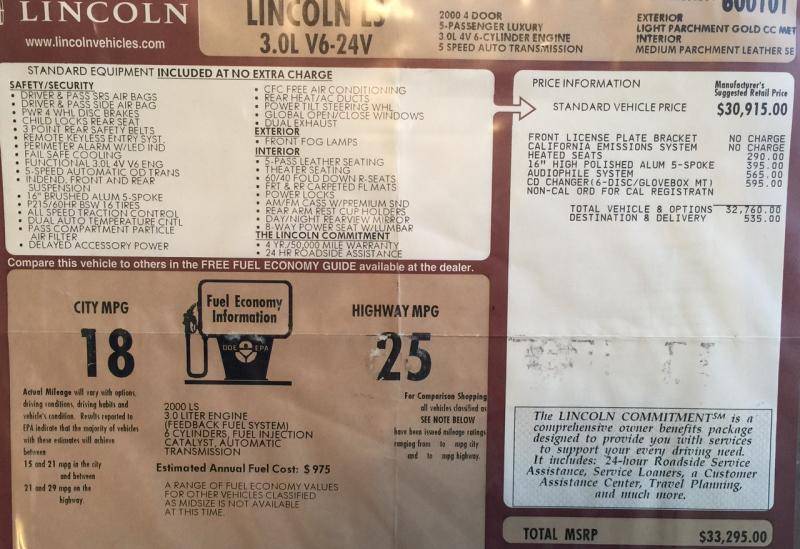 LINCOLN
www.lincolnvehicles.com
LINCOLN LS
3.0L V6-24V
2000 4 DOOR
5-PASSENGER LUXURY
3.0L 4V 6-CYLINDER ENGINE
5 SPEED AUTO TRANSMISSION
600101
EXTERIOR
LIGHT PARCHMENT GOLD CC MET
INTERIOR
MEDIUM PARCHMENT LEATHER SE
STANDARD EQUIPMENT INCLUDED AT NO EXTRA CHARGE
SAFETY/SECURITY
• DRIVER & PASS SRS AIR BAGS
• DRIVER & PASS SIDE AIR BAG
• PWR 4 WHL DISC BRAKES
• CHILD LOCKS REAR SEAT
• 3 POINT REAR SAFETY BELTS
• REMOTE KEYLESS ENTRY SYST
• PERIMETER ALARM W/LED IND
• FAIL SAFE COOLING
• FUNCTIONAL 3.0L 4V V6 ENG
• 5-SPEED AUTOMATIC OD TRANS
• INDEND, FRONT AND REAR
SUSPENSION
• 16" BRUSHED ALUM 5-SPOKE
• P215/60HR BSW 16 TIRES
• ALL SPEED TRACTION CONTROL
• DUAL AUTO TEMPERATURE CNTL
• PASS COMPARTMENT PARTICLE
AIR FILTER
• DELAYED ACCESSORY POWER
• CFC FREE AIR CONDITIONING
• REAR HEAT/AC DUCTS
• POWER TILT STEERING WHL
• GLOBAL OPEN/CLOSE WINDOWS
• DUAL EXHAUST
EXTERIOR
• FRONT FOG LAMPS
INTERIOR
• 5-PASS LEATHER SEATING
• THEATER SEATING
• 60/40 FOLD DOWN R-SEATS
• FRT & RR CARPETED FL MATS
• POWER LOCKS
• AM/FM CASS W/PREMIUM SND
• REAR ARM REST CUP HOLDERS
• DAY/NIGHT REARVIEW MIRROR
• 8-WAY POWER SEAT W/LUMBAR
THE LINCOLN COMMITMENT
• 4 YR/50,000 MILE WARRANTY
• 24 HR ROADSIDE ASSISTANCE
PRICE INFORMATION
Manufacturer's
Suggested Retail Price
STANDARD VEHICLE PRICE $30,915.00
FRONT LICENSE PLATE BRACKET NO CHARGE
CALIFORNIA EMISSIONS SYSTEM NO CHARGE
HEATED SEATS 290.00
16" HIGH POLISHED ALUM 5-SPOKE 395.00
AUDIOPHILE SYSTEM 565.00
CD CHANGER(6-DISC/GLOVEBOX MT) 595.00
NON-CAL ORD FOR CAL REGISTRATN
TOTAL VEHICLE & OPTIONS 32,760.00
DESTINATION & DELIVERY 535.00
Compare this vehicle to others in the FREE FUEL ECONOMY GUIDE available at the dealer.
CITY MPG
18
Fuel Economy
Information
DOE EPA
HIGHWAY MPG
25
Actual Mileage will vary with options,
driving conditions, driving habits and
vehicle's condition. Results reported to
EPA indicate that the majority of vehicles
with these estimates will achieve
between
15 and 21 mpg in the city
and between
21 and 29 mpg on the
highway.
2000 LS
3.0 LITER ENGINE
(FEEDBACK FUEL SYSTEM)
6 CYLINDERS, FUEL INJECTION
CATALYST, AUTOMATIC
TRANSMISSION
Estimated Annual Fuel Cost: $ 975
A RANGE OF FUEL ECONOMY VALUES
FOR OTHER VEHICLES CLASSIFIED
AS MIDSIZE IS NOT AVAILABLE
AT THIS TIME.
For Comparison Shopping
all vehicles classified as
SEE NOTE BELOW
have been issued mileage ratings
ranging from to mpg city
and to mpg highway.
The LINCOLN COMMITMENT℠ is a
comprehensive owner benefits package
designed to provide you with services
to support your every driving need.
It includes: 24-hour Roadside Service
Assistance, Service Loaners, a Customer
Assistance Center, Travel Planning,
and much more.
TOTAL MSRP $33,295.00